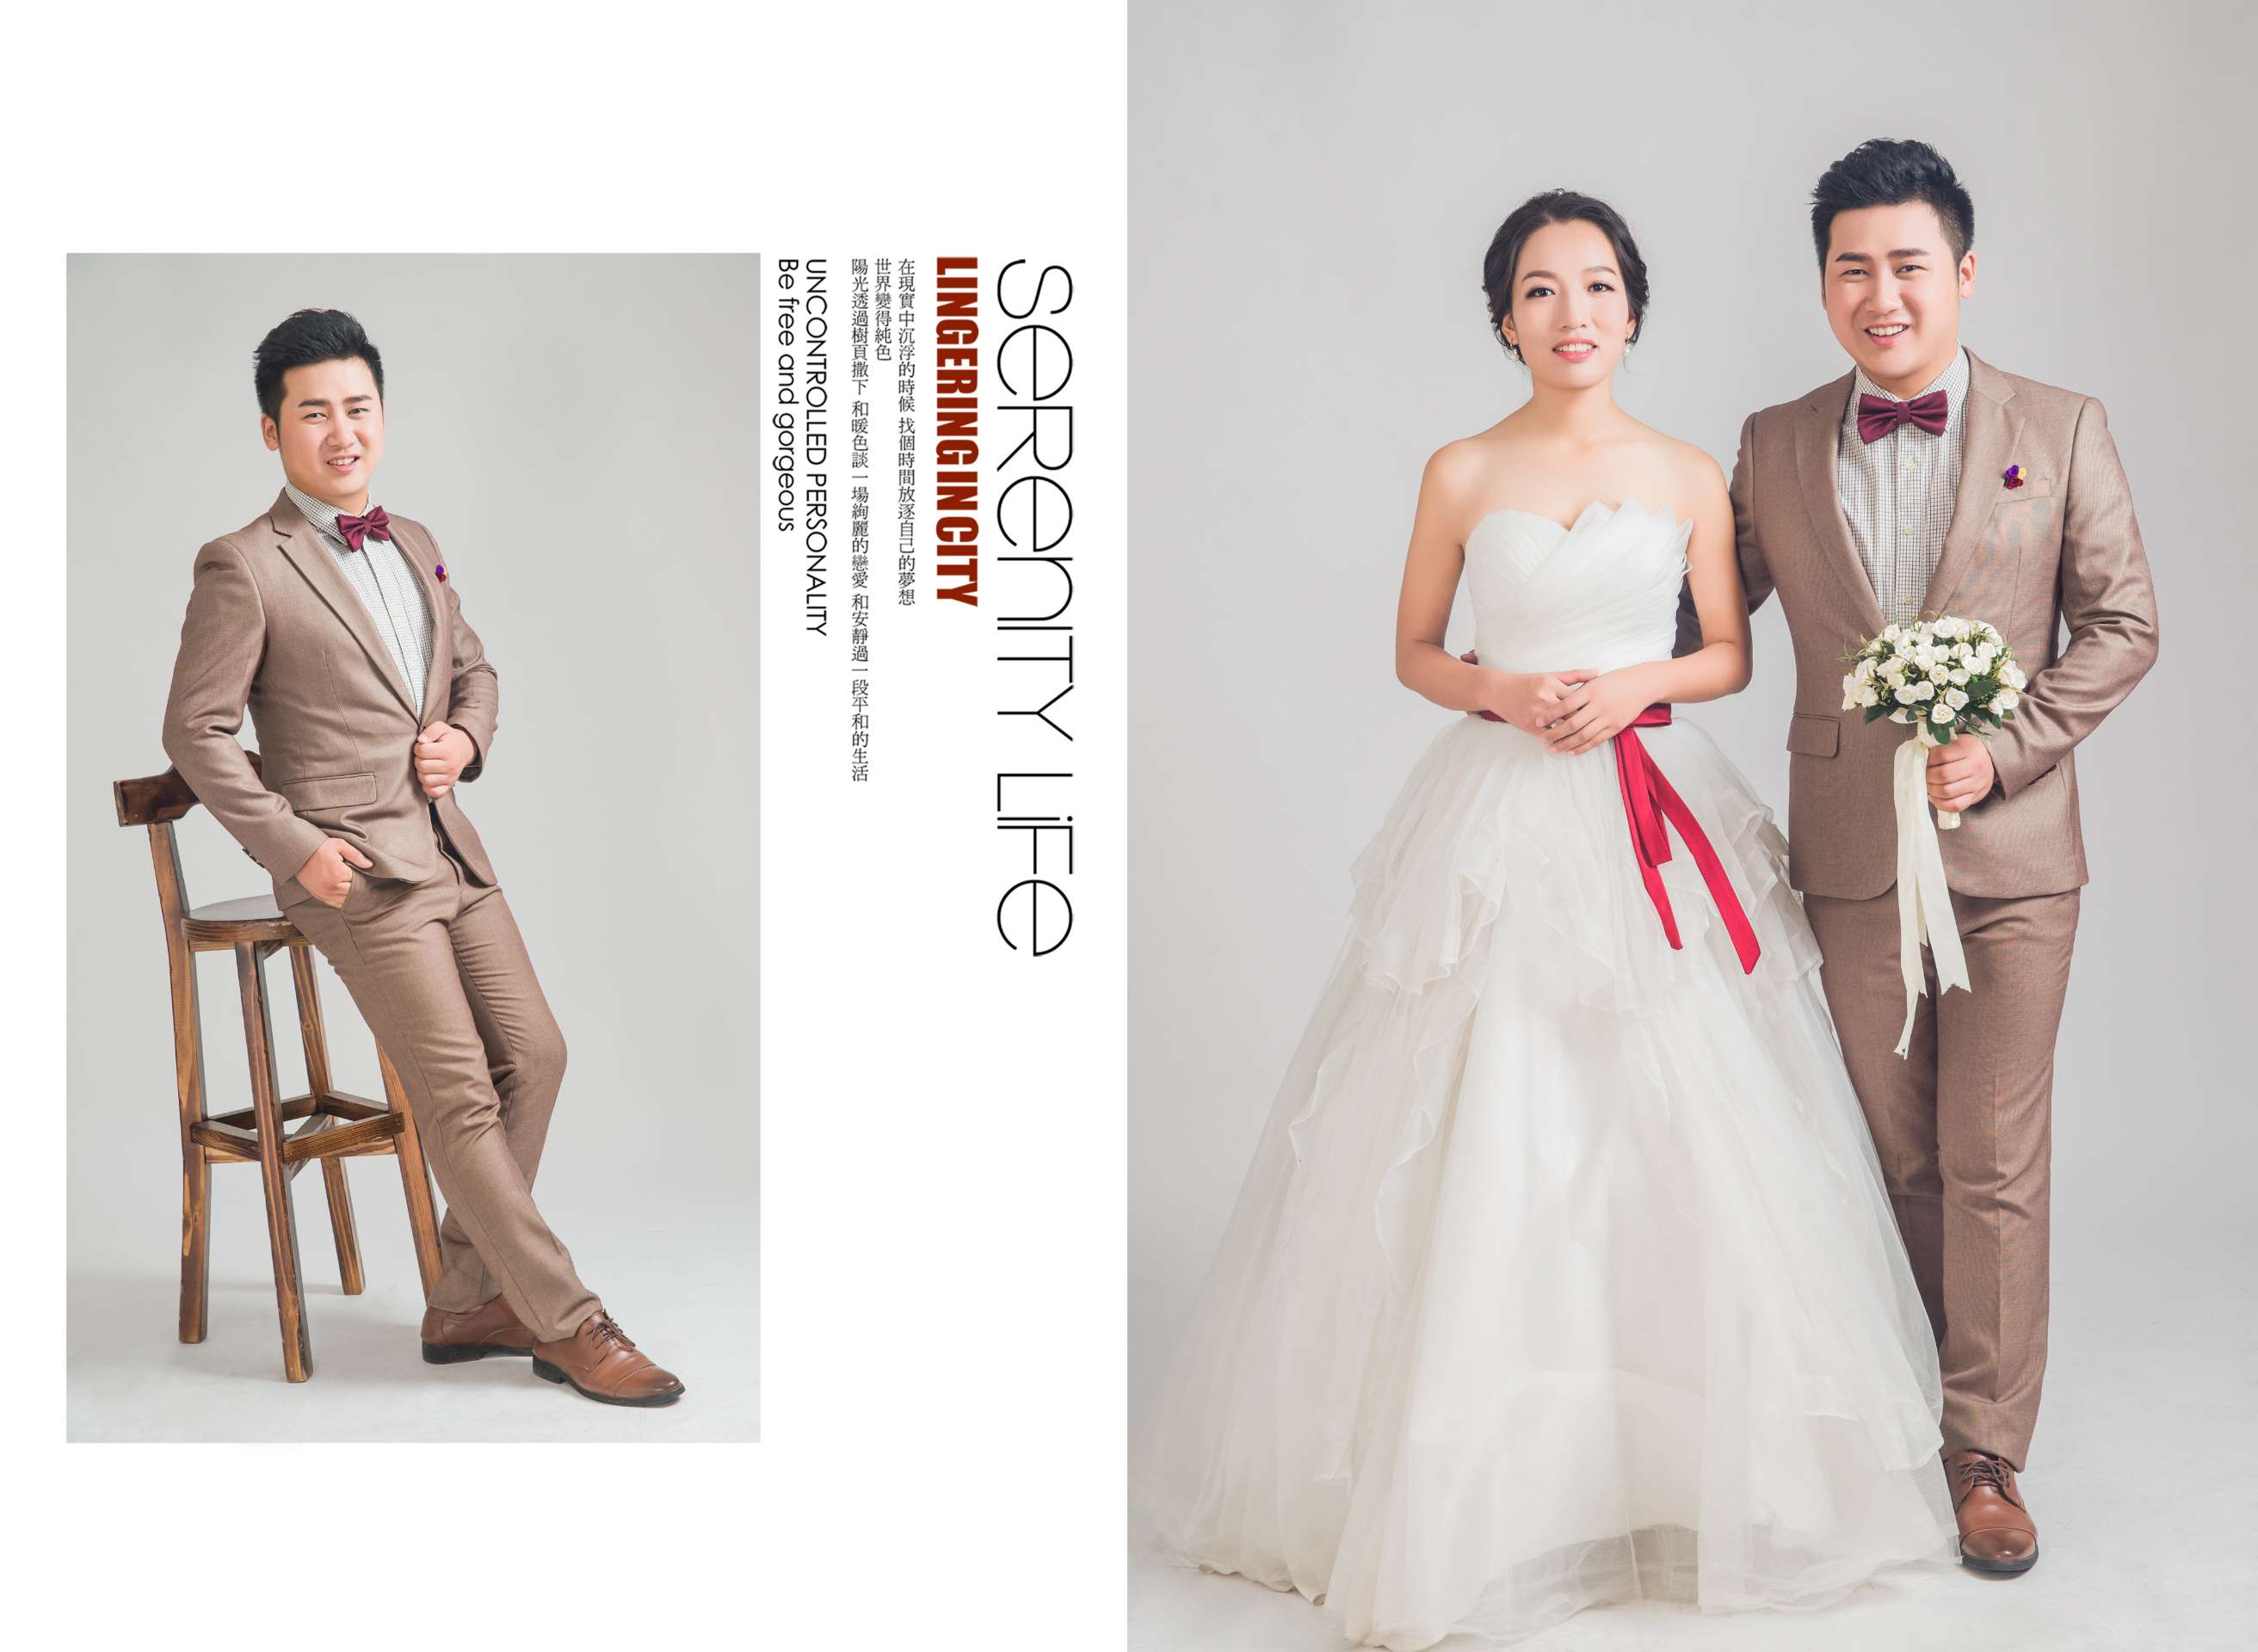 SeRenITY LiFe
LINGERING IN CITY
在現實中沉浮的時候 找個時間放逐自己的夢想
世界變得純色
陽光透過樹頁撒下 和暖色談一場絢麗的戀愛 和安靜過一段平和的生活
UNCONTROLLED PERSONALITY
Be free and gorgeous